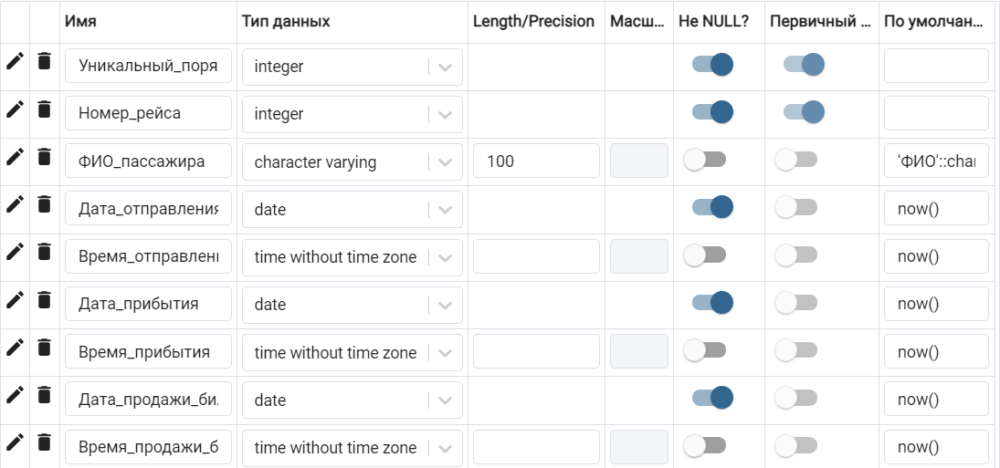 Имя Тип данных Length/Precision Масш... Не NULL? Первичный ... По умолчан...
Уникальный_поря integer
Номер_рейса integer
ФИО_пассажира character varying 100 'ФИО'::char
Дата_отправления date now()
Время_отправлени time without time zone now()
Дата_прибытия date now()
Время_прибытия time without time zone now()
Дата_продажи_би. date now()
Время_продажи_б time without time zone now()